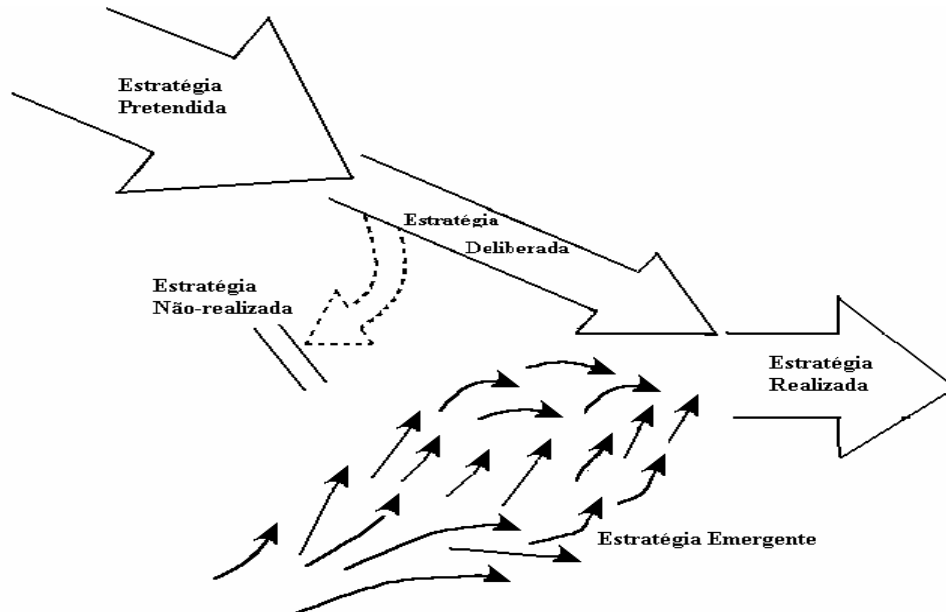 Estratégia
Pretendida
Estratégia
Deliberada
Estratégia
Não-realizada
Estratégia
Realizada
Estratégia Emergente